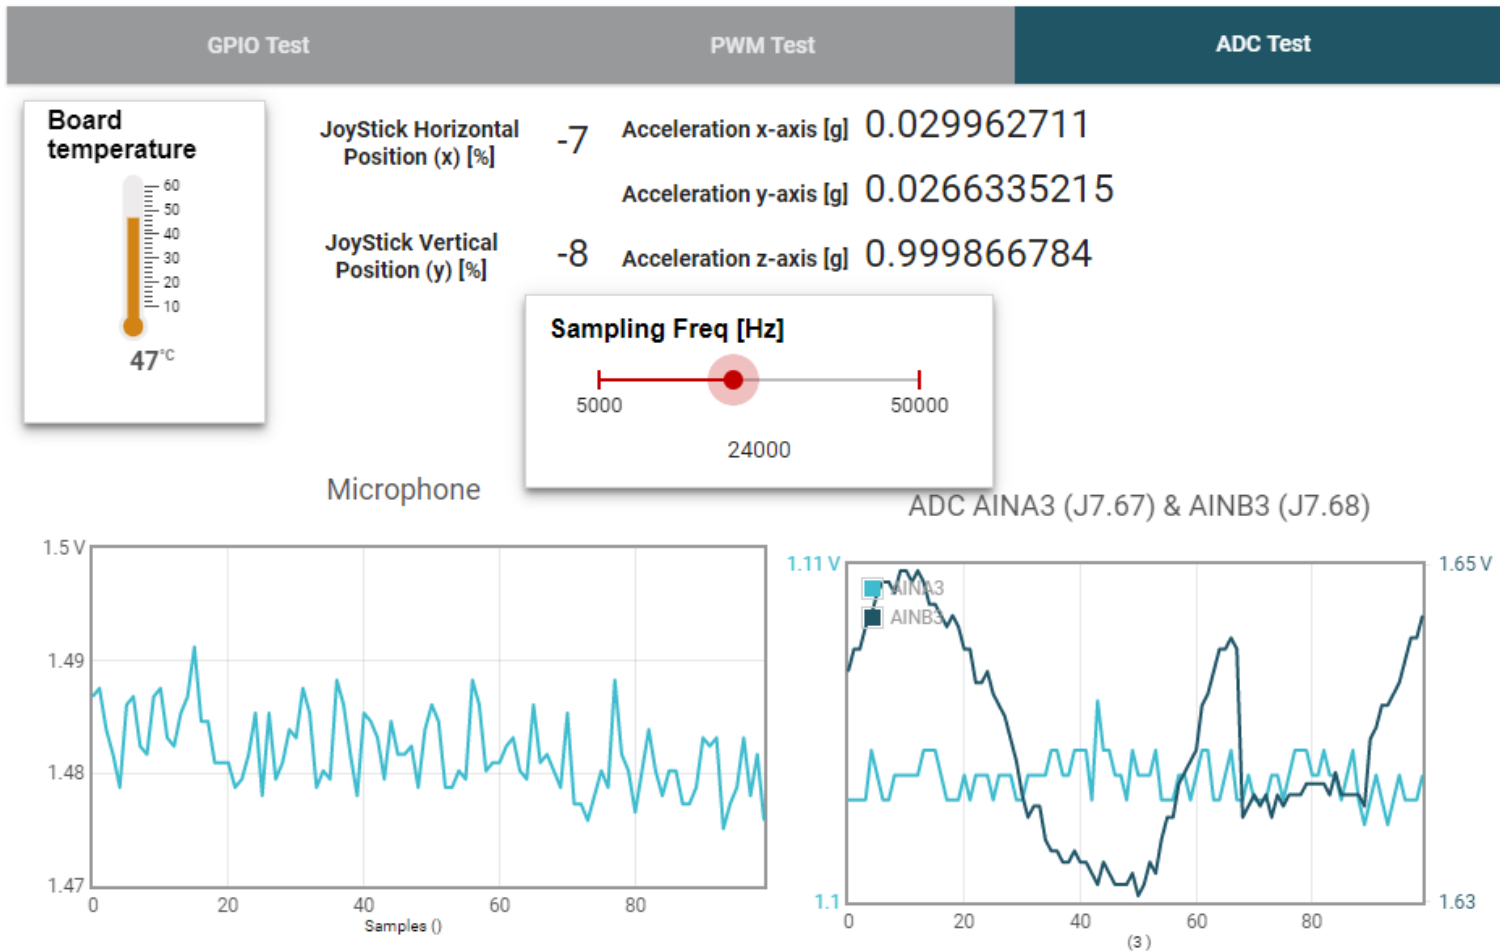 GPIO Test
PWM Test
ADC Test
Board
temperature
60
50
40
30
20
10
47°C
JoyStick Horizontal
Position (x) [%]
-7
JoyStick Vertical
Position (y) [%]
-8
Acceleration x-axis [g] 0.029962711
Acceleration y-axis [g] 0.0266335215
Acceleration z-axis [g] 0.999866784
Sampling Freq [Hz]
5000
50000
24000
Microphone
1.5 V
1.49
1.48
1.47
0 20 40 60 80
Samples ()
ADC AINA3 (J7.67) & AINB3 (J7.68)
1.11 V
1.65 V
AINA3
AINB3
1.1
1.63
0 20 40 60 80
(3 )